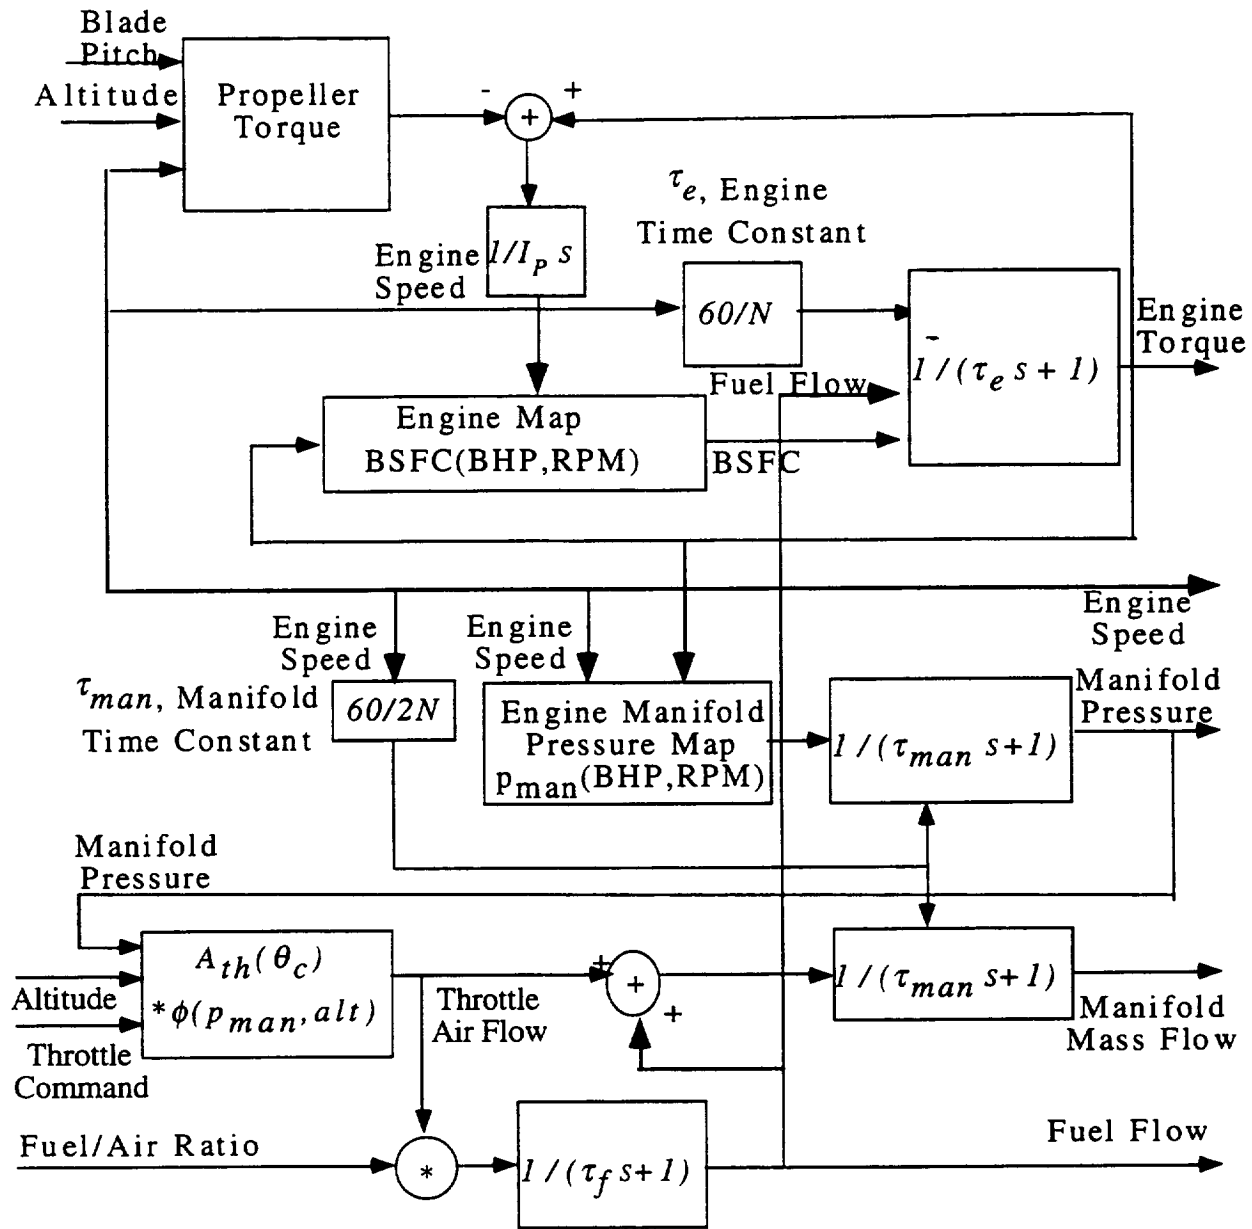 Blade
Pitch
Altitude
Propeller
Torque
-
+
+
τe, Engine
Time Constant
Engine
Speed
1/Ip s
60/N
Engine
Torque
-
1/(τe s + 1)
Fuel Flow
Engine Map
BSFC(BHP,RPM)
BSFC
Engine
Speed
Engine
Speed
Engine
Speed
τman, Manifold
Time Constant
60/2N
Engine Manifold
Pressure Map
pman(BHP,RPM)
1/(τman s+1)
Manifold
Pressure
Manifold
Pressure
Ath(θc)
*ϕ(pman,alt)
Altitude
Throttle
Command
Throttle
Air Flow
+
+
+
1/(τman s+1)
Manifold
Mass Flow
Fuel/Air Ratio
*
1/(τf s+1)
Fuel Flow